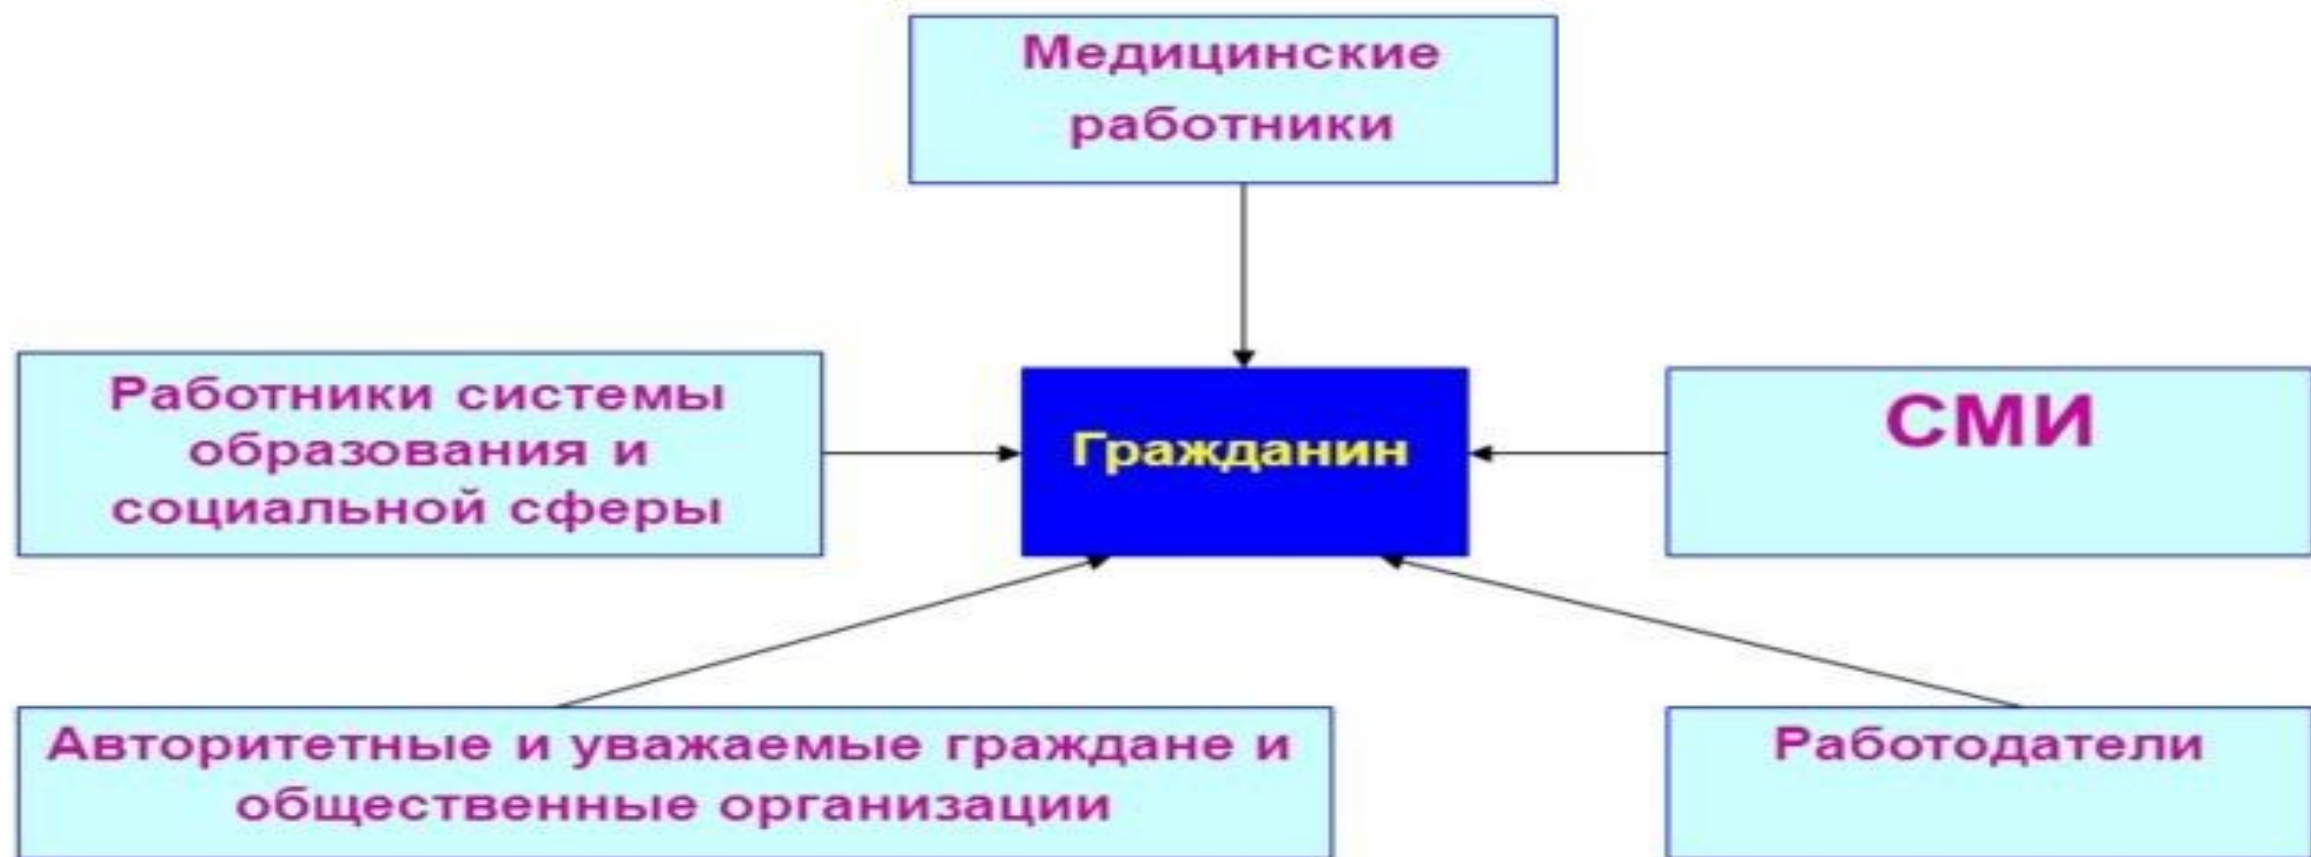 Медицинские
работники
Работники системы
образования и
социальной сферы
Гражданин
СМИ
Авторитетные и уважаемые граждане и
общественные организации
Работодатели